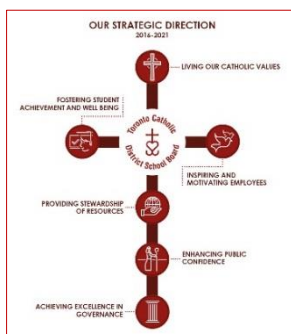 OUR STRATEGIC DIRECTION
2016-2021
LIVING OUR CATHOLIC VALUES
FOSTERING STUDENT
ACHIEVEMENT AND WELL BEING
Toronto Catholic
District School Board
INSPIRING AND
MOTIVATING EMPLOYEES
PROVIDING STEWARDSHIP
OF RESOURCES
ENHANCING PUBLIC
CONFIDENCE
ACHIEVING EXCELLENCE IN
GOVERNANCE